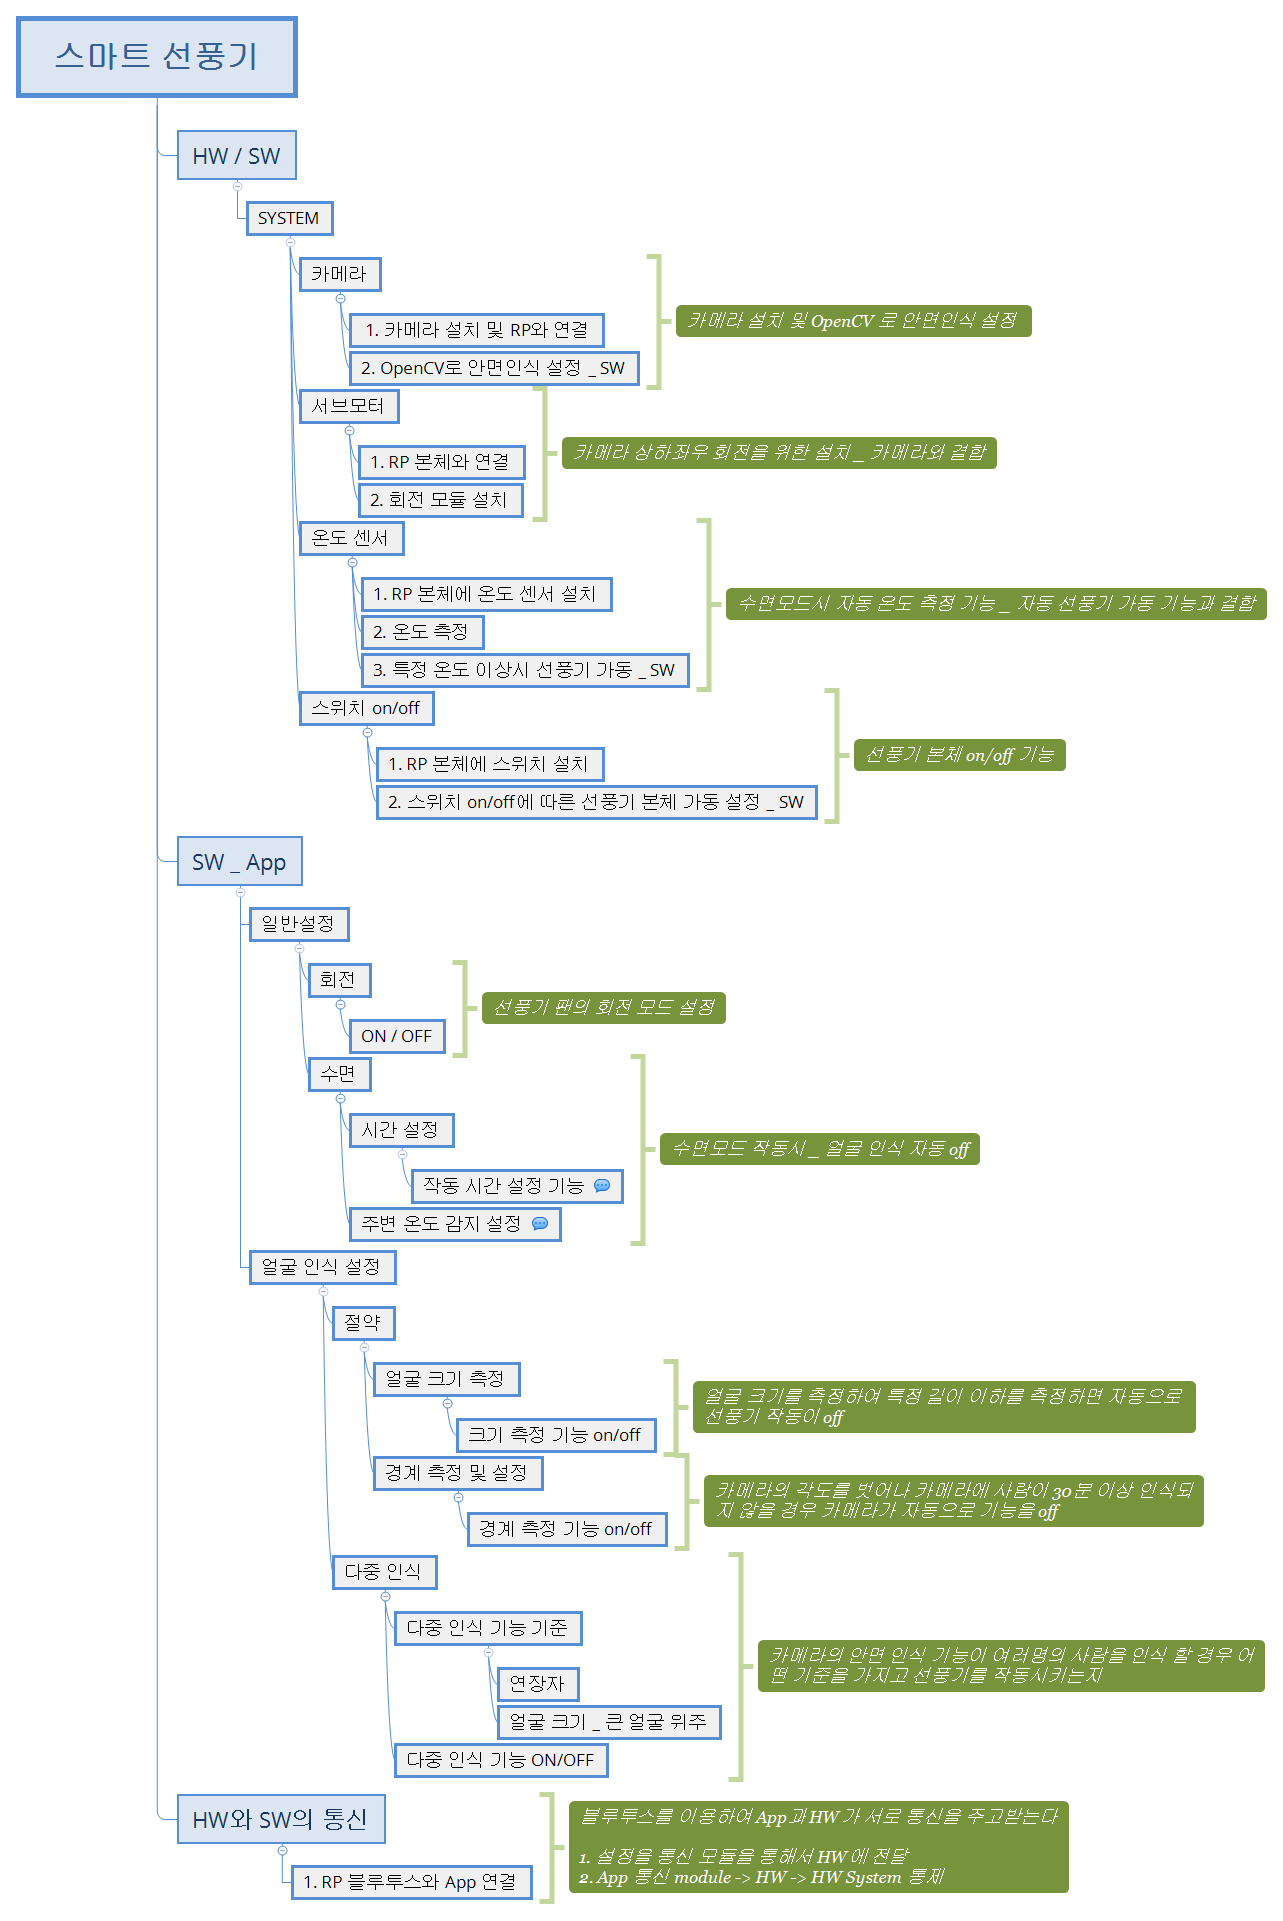 스마트 선풍기
HW / SW
SYSTEM
카메라
1. 카메라 설치 및 RP와 연결
2. OpenCV로 안면인식 설정 _ SW
카메라 설치 및 OpenCV 로 안면인식 설정
서브모터
1. RP 본체와 연결
2. 회전 모듈 설치
카메라 상하좌우 회전을 위한 설치 _ 카메라와 결합
온도 센서
1. RP 본체에 온도 센서 설치
2. 온도 측정
3. 특정 온도 이상시 선풍기 가동 _ SW
수면모드시 자동 온도 측정 기능 _ 자동 선풍기 가동 기능과 결합
스위치 on/off
1. RP 본체에 스위치 설치
2. 스위치 on/off에 따른 선풍기 본체 가동 설정 _ SW
선풍기 본체 on/off 기능
SW _ App
일반설정
회전
ON / OFF
선풍기 팬의 회전 모드 설정
수면
시간 설정
작동 시간 설정 기능
주변 온도 감지 설정
수면모드 작동시 _ 얼굴 인식 자동 off
얼굴 인식 설정
절약
얼굴 크기 측정
크기 측정 기능 on/off
얼굴 크기를 측정하여 특정 길이 이하를 측정하면 자동으로
선풍기 작동이 off
경계 측정 및 설정
경계 측정 기능 on/off
카메라의 각도를 벗어나 카메라에 사람이 30분 이상 인식되
지 않을 경우 카메라가 자동으로 기능을 off
다중 인식
다중 인식 기능 기준
연장자
얼굴 크기 _ 큰 얼굴 위주
다중 인식 기능 ON/OFF
카메라의 안면 인식 기능이 여러명의 사람을 인식 할 경우 어
떤 기준을 가지고 선풍기를 작동시키는지
HW와 SW의 통신
1. RP 블루투스와 App 연결
블루투스를 이용하여 App과 HW 가 서로 통신을 주고받는다
1. 설정을 통신 모듈을 통해서 HW 에 전달
2. App 통신 module -> HW -> HW System 통제